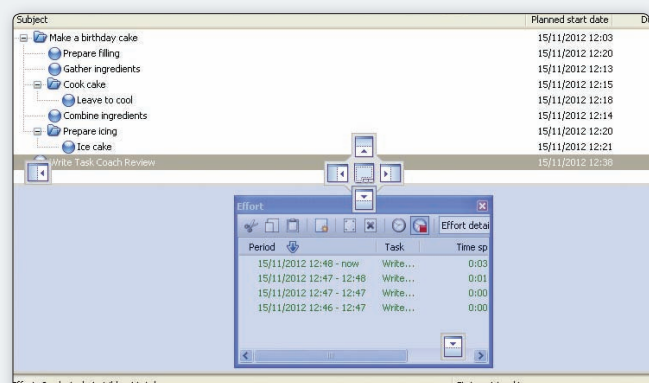 Subject Planned start date
Make a birthday cake 15/11/2012 12:03
Prepare filling 15/11/2012 12:20
Gather ingredients 15/11/2012 12:13
Cook cake 15/11/2012 12:15
Leave to cool 15/11/2012 12:18
Combine ingredients 15/11/2012 12:14
Prepare icing 15/11/2012 12:20
Ice cake 15/11/2012 12:21
Write Task Coach Review 15/11/2012 12:38
Effort
Effort detai
Period Task Time sp
15/11/2012 12:48 - now Write... 0:03
15/11/2012 12:47 - 12:48 Write... 0:01
15/11/2012 12:47 - 12:47 Write... 0:00
15/11/2012 12:46 - 12:47 Write... 0:00